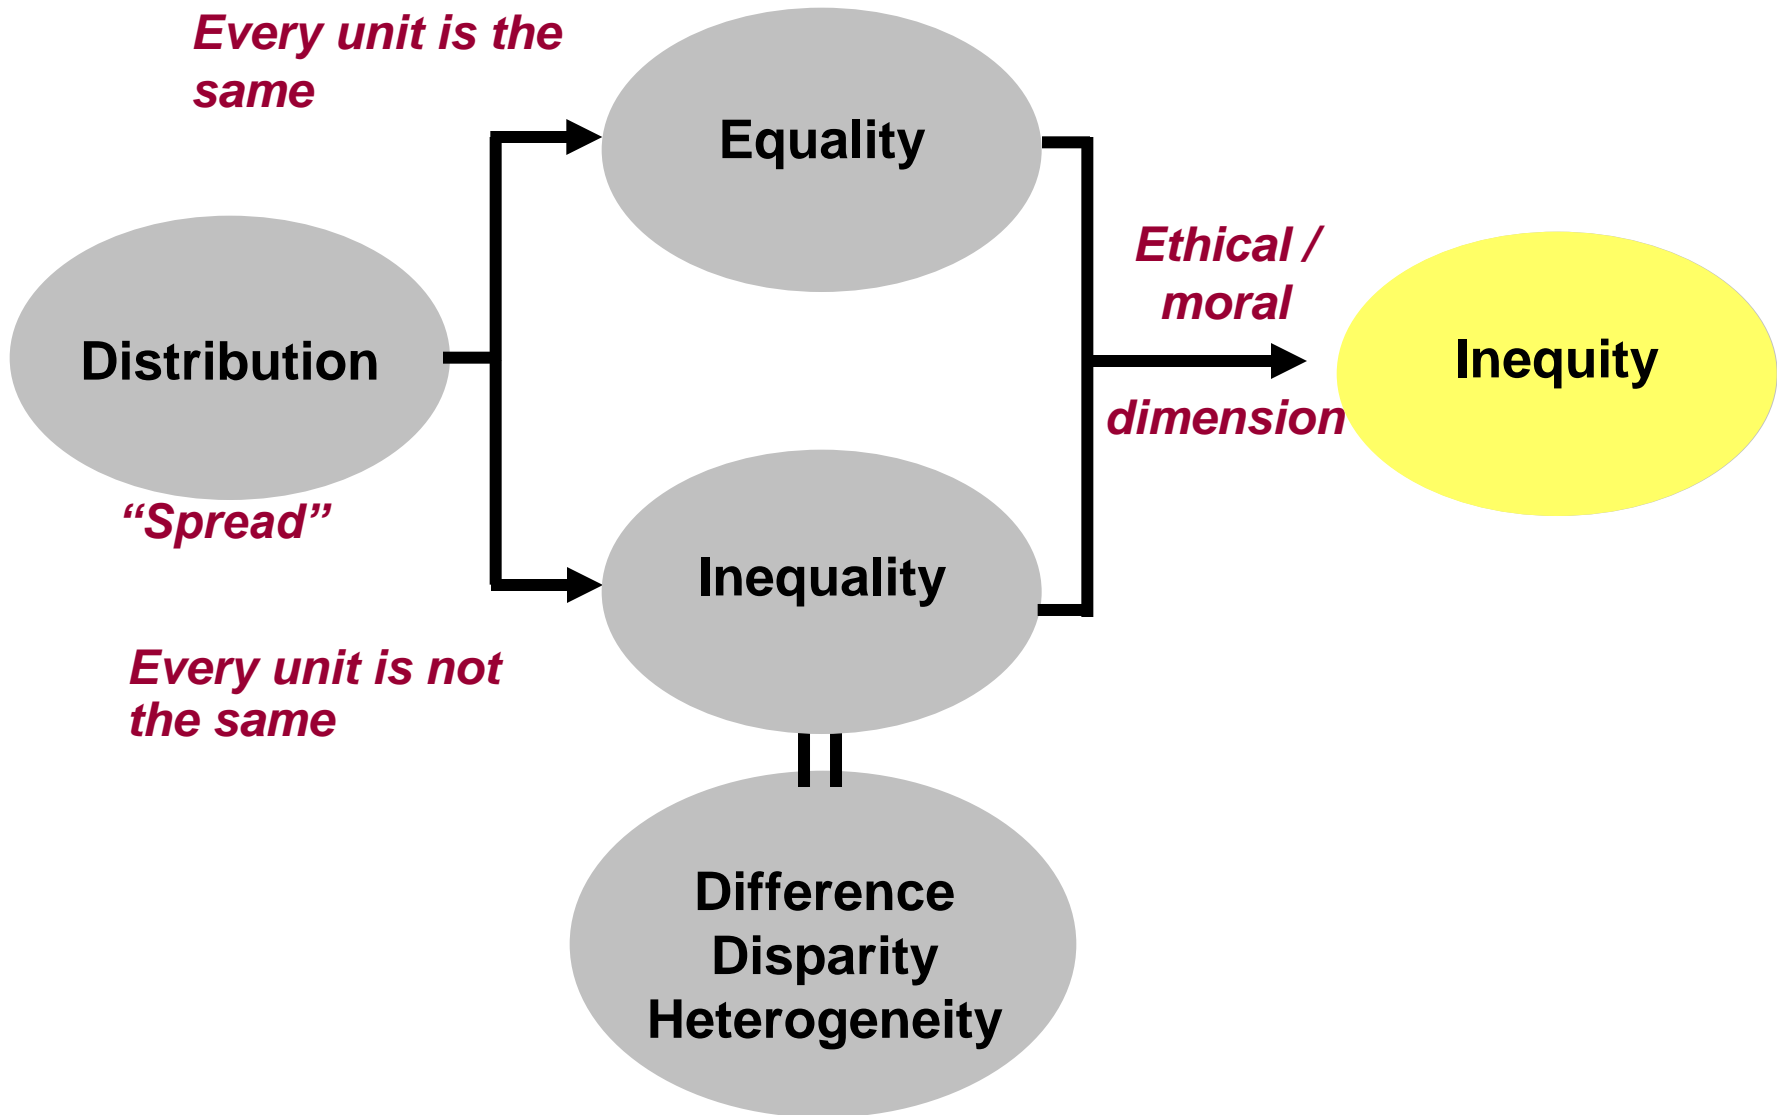 Every unit is the
same
Equality
Ethical /
moral
dimension
Distribution
“Spread”
Inequity
Inequality
Every unit is not
the same
Difference
Disparity
Heterogeneity